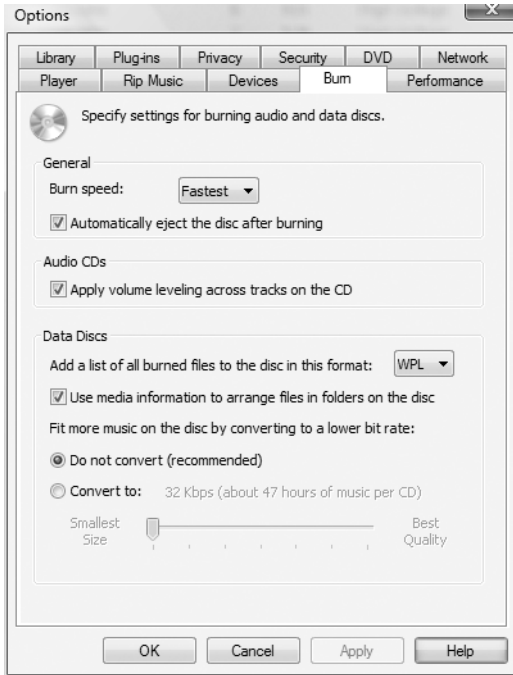 Options
Library Plug-ins Privacy Security DVD Network
Player Rip Music Devices Burn Performance
Specify settings for burning audio and data discs.
General
Burn speed: Fastest
Automatically eject the disc after burning
Audio CDs
Apply volume leveling across tracks on the CD
Data Discs
Add a list of all burned files to the disc in this format: WPL
Use media information to arrange files in folders on the disc
Fit more music on the disc by converting to a lower bit rate:
Do not convert (recommended)
Convert to: 32 Kbps (about 47 hours of music per CD)
Smallest Best
Size Quality
OK Cancel Apply Help